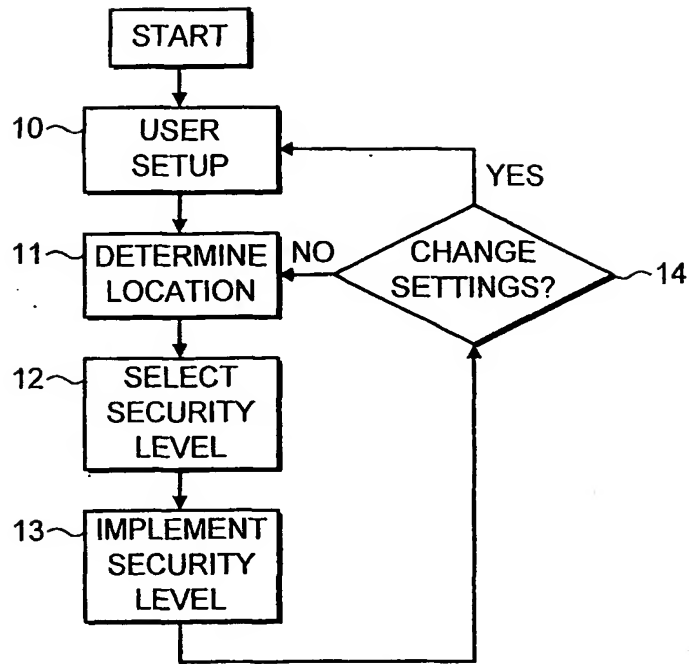 START
10
USER
SETUP
YES
11
DETERMINE
LOCATION
NO
CHANGE
SETTINGS?
14
12
SELECT
SECURITY
LEVEL
13
IMPLEMENT
SECURITY
LEVEL